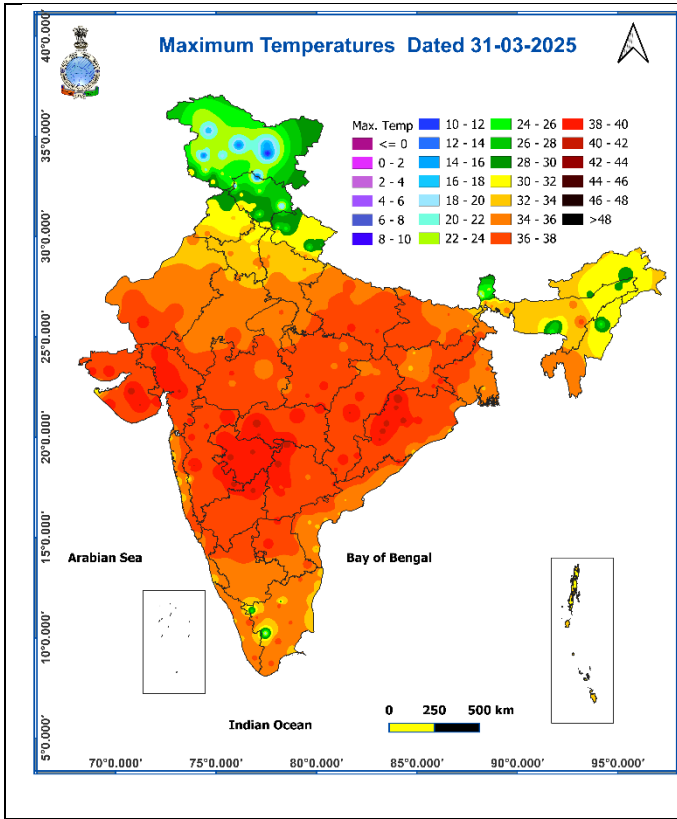 Maximum Temperatures Dated 31-03-2025
Max. Temp
<= 0
0 - 2
2 - 4
4 - 6
6 - 8
8 - 10
10 - 12
12 - 14
14 - 16
16 - 18
18 - 20
20 - 22
22 - 24
24 - 26
26 - 28
28 - 30
30 - 32
32 - 34
34 - 36
36 - 38
38 - 40
40 - 42
42 - 44
44 - 46
46 - 48
>48
40°0.000'
35°0.000'
30°0.000'
25°0.000'
20°0.000'
15°0.000'
10°0.000'
5°0.000'
Arabian Sea
Bay of Bengal
Indian Ocean
0 250 500 km
70°0.000' 75°0.000' 80°0.000' 85°0.000' 90°0.000' 95°0.000'